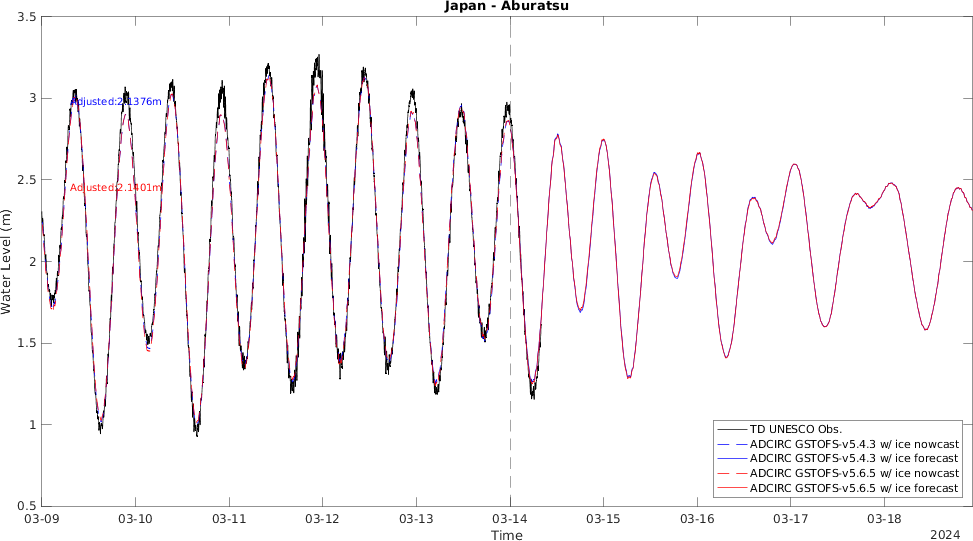 Japan - Aburatsu
3.5
3
2.5
2
1.5
1
0.5
Water Level (m)
Adjusted:2.1376m
Adjusted:2.1401m
TD UNESCO Obs.
ADCIRC GSTOFS-v5.4.3 w/ ice nowcast
ADCIRC GSTOFS-v5.4.3 w/ ice forecast
ADCIRC GSTOFS-v5.6.5 w/ ice nowcast
ADCIRC GSTOFS-v5.6.5 w/ ice forecast
03-09 03-10 03-11 03-12 03-13 03-14 03-15 03-16 03-17 03-18
Time
2024